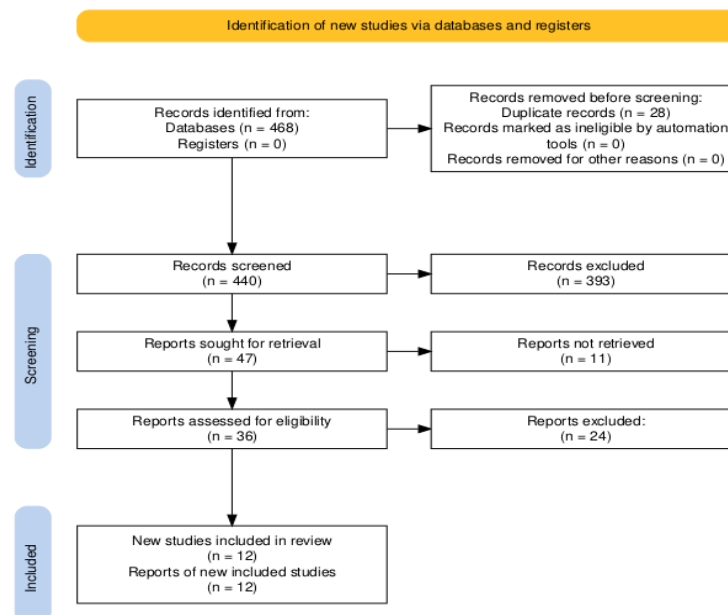 Identification of new studies via databases and registers
Identification
Records identified from:
Databases (n = 468)
Registers (n = 0)
Records removed before screening:
Duplicate records (n = 28)
Records marked as ineligible by automation
tools (n = 0)
Records removed for other reasons (n = 0)
Screening
Records screened
(n = 440)
Records excluded
(n = 393)
Reports sought for retrieval
(n = 47)
Reports not retrieved
(n = 11)
Reports assessed for eligibility
(n = 36)
Reports excluded:
(n = 24)
Included
New studies included in review
(n = 12)
Reports of new included studies
(n = 12)